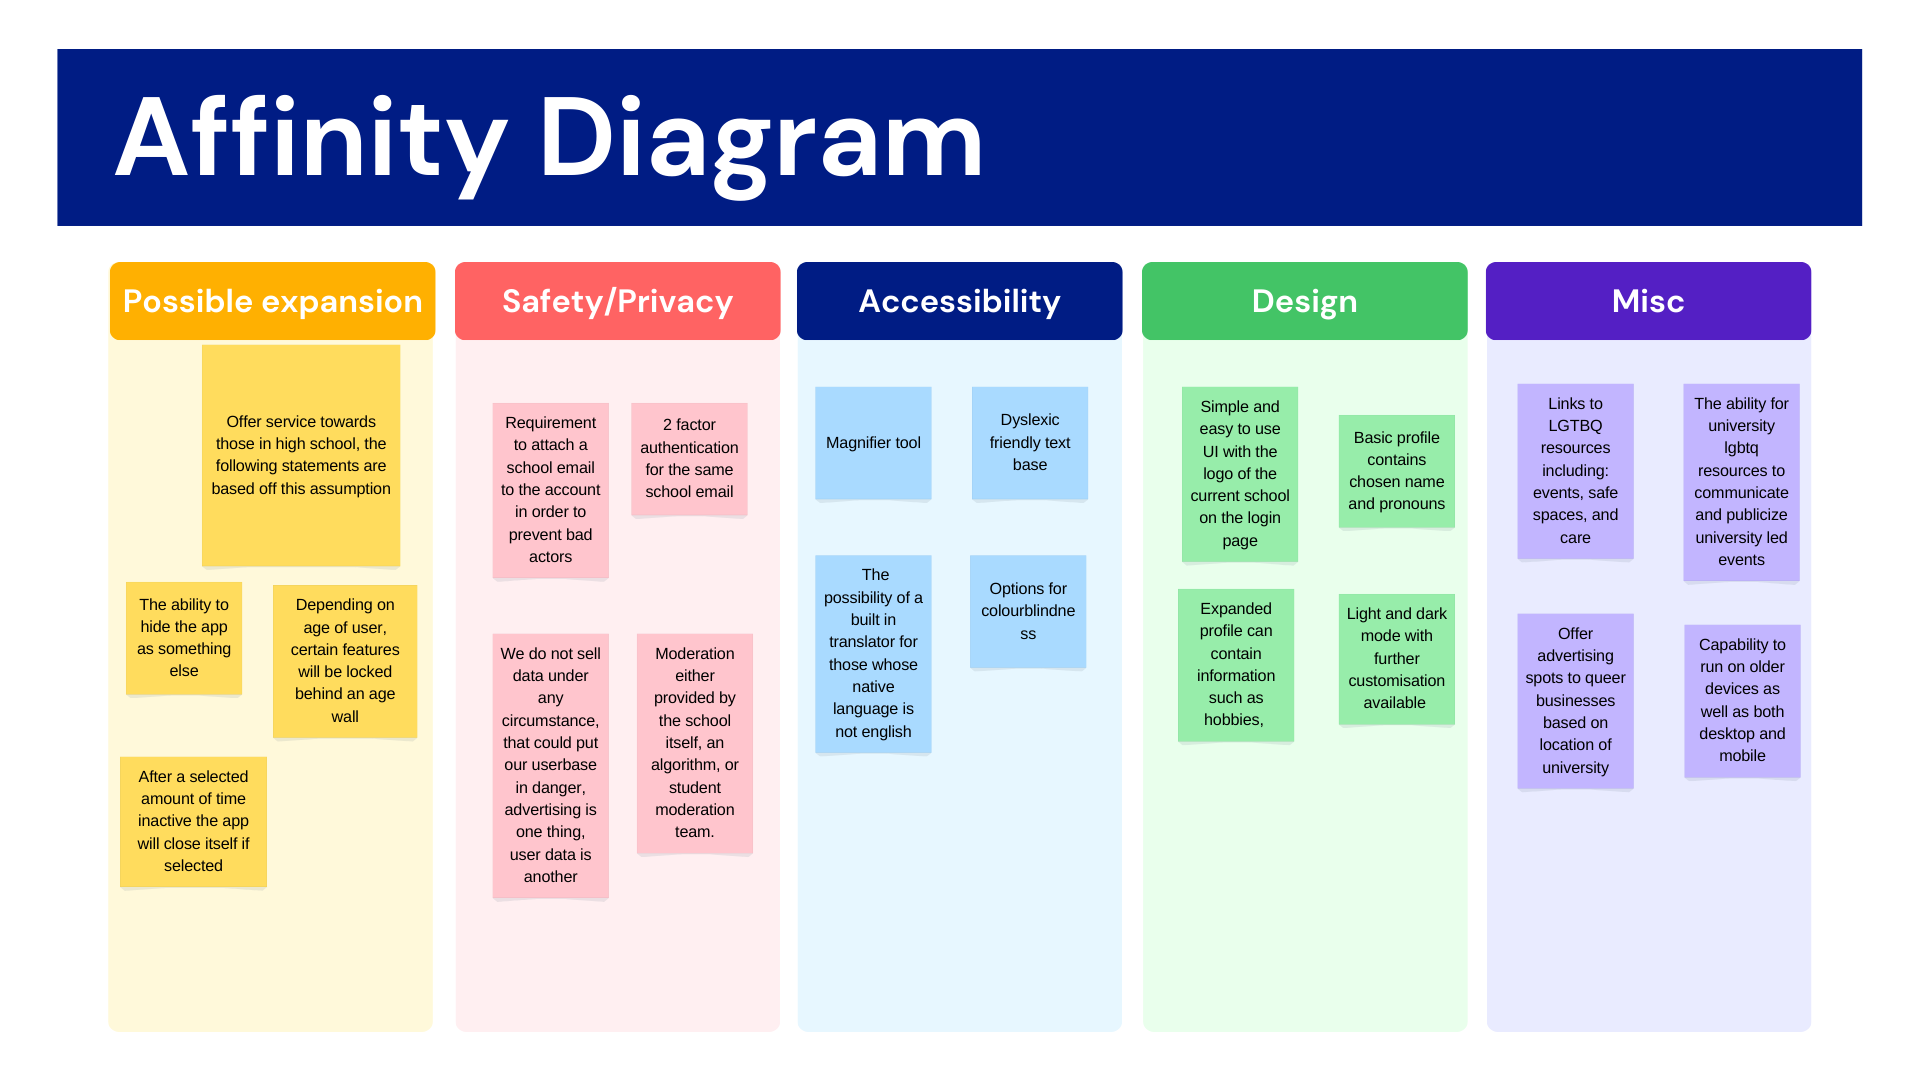 Affinity Diagram
Possible expansion
Offer service towards
those in high school, the
following statements are
based off this assumption
The ability to
hide the app
as something
else
Depending on
age of user,
certain features
will be locked
behind an age
wall
After a selected
amount of time
inactive the app
will close itself if
selected
Safety/Privacy
Requirement
to attach a
school email
to the account
in order to
prevent bad
actors
2 factor
authentication
for the same
school email
We do not sell
data under
any
circumstance,
that could put
our userbase
in danger,
advertising is
one thing,
user data is
another
Moderation
either
provided by
the school
itself, an
algorithm, or
student
moderation
team.
Accessibility
Magnifier tool
Dyslexic
friendly text
base
The
possibility of a
built in
translator for
those whose
native
language is
not english
Options for
colourblindne
ss
Design
Simple and
easy to use
UI with the
logo of the
current school
on the login
page
Basic profile
contains
chosen name
and pronouns
Expanded
profile can
contain
information
such as
hobbies,
Light and dark
mode with
further
customisation
available
Misc
Links to
LGTBQ
resources
including:
events, safe
spaces, and
care
The ability for
university
lgbtq
resources to
communicate
and publicize
university led
events
Offer
advertising
spots to queer
businesses
based on
location of
university
Capability to
run on older
devices as
well as both
desktop and
mobile